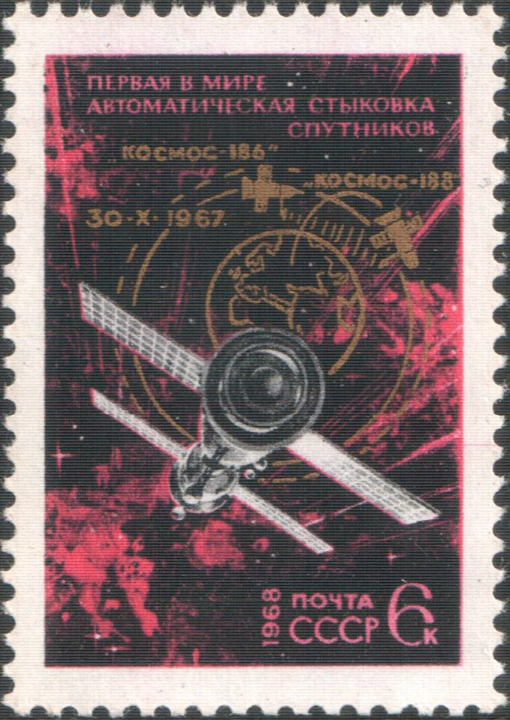 ПЕРВАЯ В МИРЕ
АВТОМАТИЧЕСКАЯ СТЫКОВКА
СПУТНИКОВ.
„КОСМОС-186"
„КОСМОС-188"
30·X·1967
1968
ПОЧТА
СССР
6к